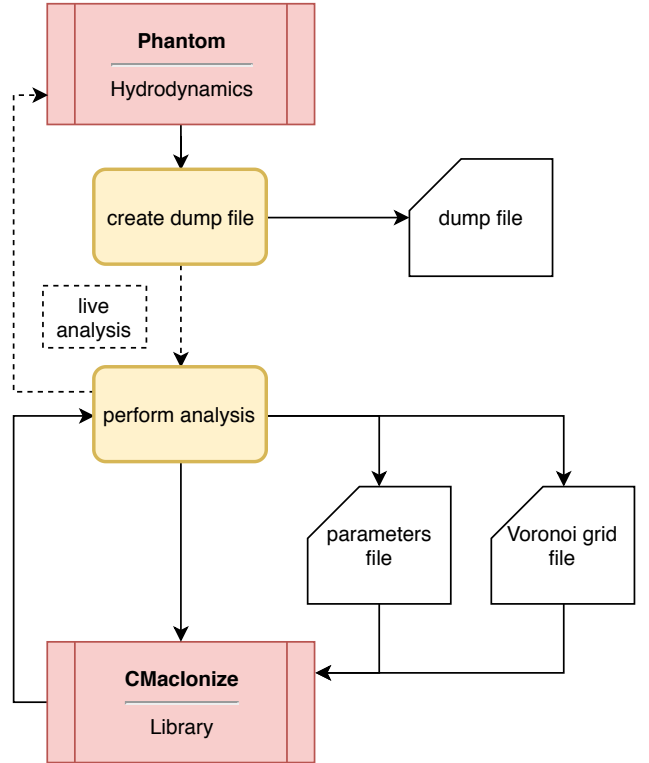 Phantom
Hydrodynamics
create dump file
dump file
live
analysis
perform analysis
parameters
file
Voronoi grid
file
CMacIonize
Library